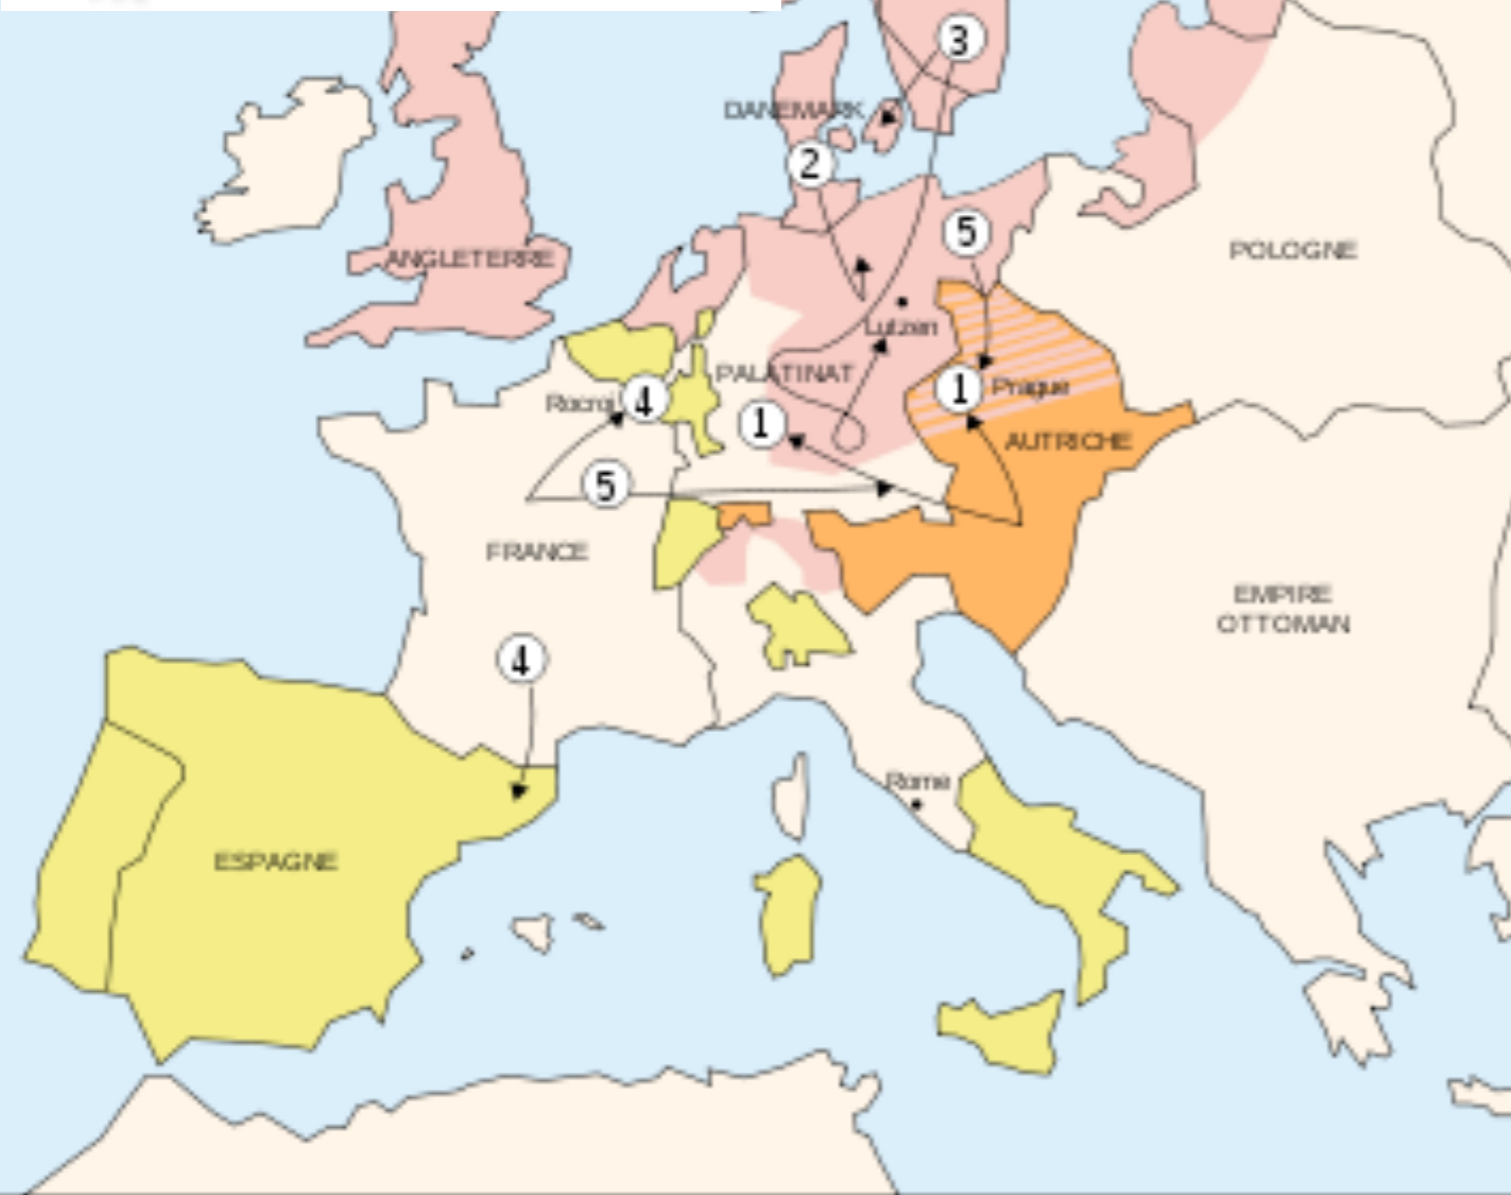 3
DANEMARK
2
5
ANGLETERRE
POLOGNE
Lutzen
PALATINAT
1
Prague
Rocroi
4
1
AUTRICHE
5
FRANCE
EMPIRE
OTTOMAN
4
Rome
ESPAGNE